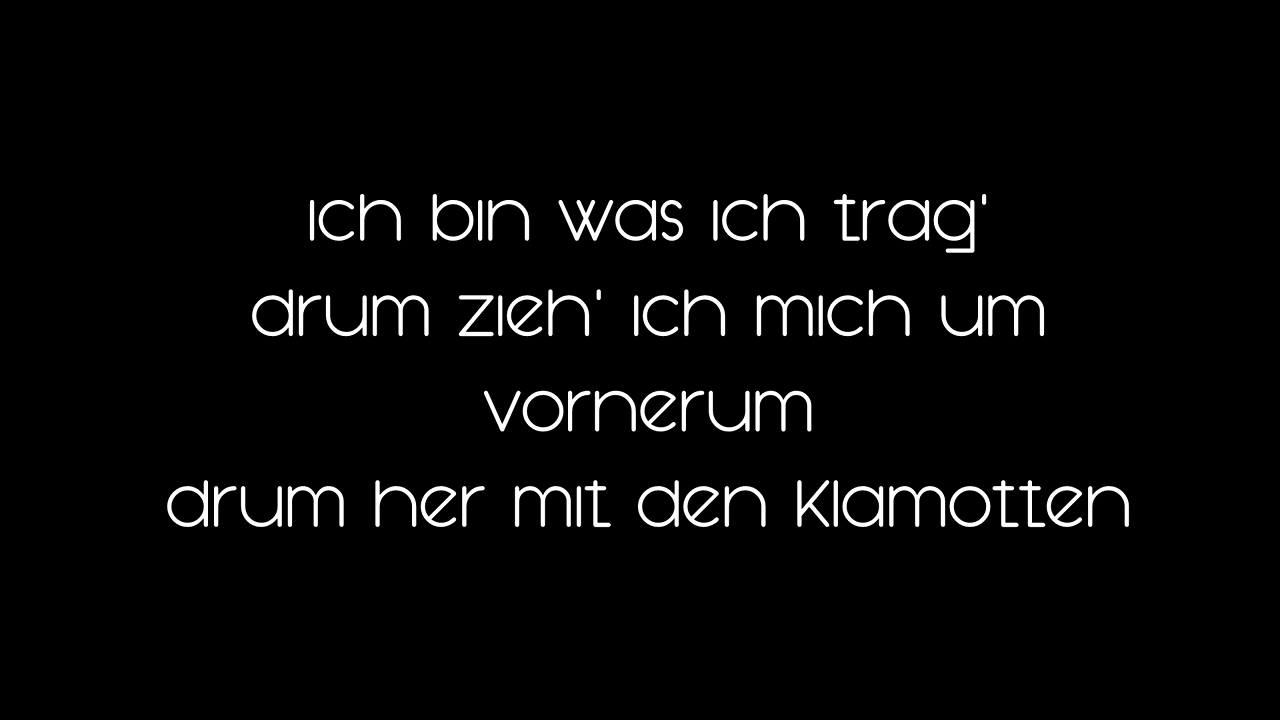 ich bin was ich trag'
drum zieh' ich mich um
vornerum
drum her mit den Klamotten